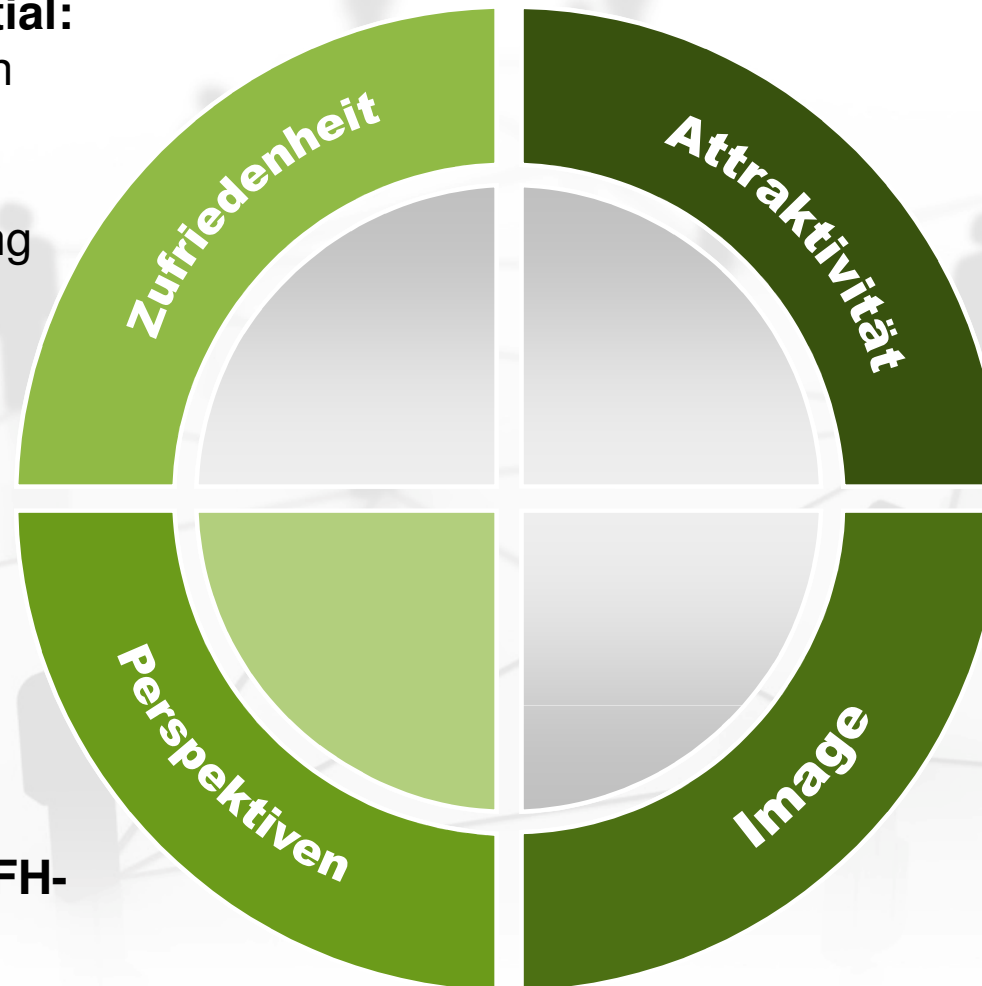 tial:
n
ng
Zufriedenheit
Attraktivität
Perspektiven
Image
FH-